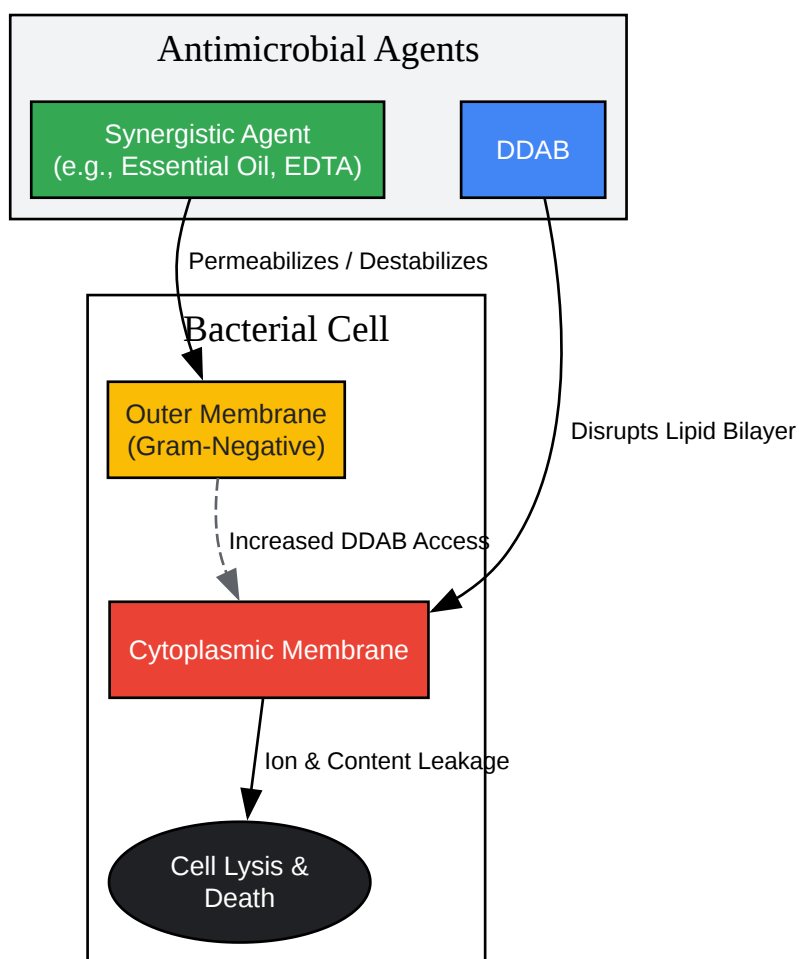 Antimicrobial Agents
Synergistic Agent
(e.g., Essential Oil, EDTA)
DDAB
Permeabilizes / Destabilizes
Bacterial Cell
Outer Membrane
(Gram-Negative)
Disrupts Lipid Bilayer
Increased DDAB Access
Cytoplasmic Membrane
Ion & Content Leakage
Cell Lysis &
Death